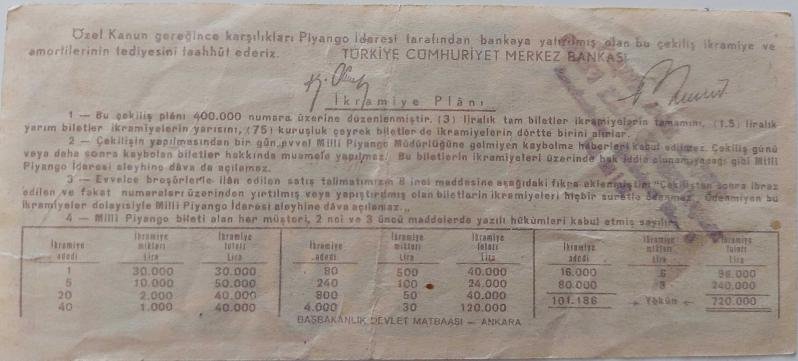 Özel Kanun gereğince karşılıkları Piyango İdaresi tarafından bankaya yatırılmış olan bu çekiliş ikramiye ve
amortilerinin tediyesini taahhüt ederiz. TÜRKİYE CÜMHURİYET MERKEZ BANKASI
İkramiye Plânı
1 — Bu çekiliş plânı 400.000 numara üzerine düzenlenmiştir. (3) liralık tam biletler ikramiyelerin tamamını, (1.5) liralık
yarım biletler ikramiyelerin yarısını, (75) kuruşluk çeyrek biletler de ikramiyelerin dörtte birini alırlar.
2 — Çekilişin yapılmasından bir gün evvel Milli Piyango Müdürlüğüne gelmiyen kaybolma haberleri kabul edilmez. Çekiliş günü
veya daha sonra kaybolan biletler hakkında muamele yapılmaz. Bu biletlerin ikramiyeleri üzerinde hak iddia olunamıyacağı gibi Milli
Piyango İdaresi aleyhine dâva da açılamaz.
3 — Evvelce broşürlerle ilân edilen satış talimatımıza 8 inci maddesine aşağıdaki fıkra eklenmiştir: "Çekilişten sonra ibraz
edilen ve fakat numaraları üzerinden yırtılmış veya yapıştırılmış olan biletlerin ikramiyeleri hiçbir suretle ödenmez. Ödenmiyen bu
ikramiyeler dolayısiyle Milli Piyango İdaresi aleyhine dâva açılamaz.,,
4 — Milli Piyango bileti alan her müşteri, 2 nci ve 3 üncü maddelerde yazılı hükümleri kabul etmiş sayılır.
İkramiye adedi İkramiye miktarı Lira İkramiye tutarı Lira İkramiye adedi İkramiye miktarı Lira İkramiye tutarı Lira İkramiye adedi İkramiye miktarı Lira İkramiye tutarı Lira
1 30.000 30.000 80 500 40.000 16.000 6 96.000
5 10.000 50.000 240 100 24.000 80.000 3 240.000
20 2.000 40.000 800 50 40.000 101.186 Yekûn 720.000
40 1.000 40.000 4.000 30 120.000
BAŞBAKANLIK DEVLET MATBAASI — ANKARA